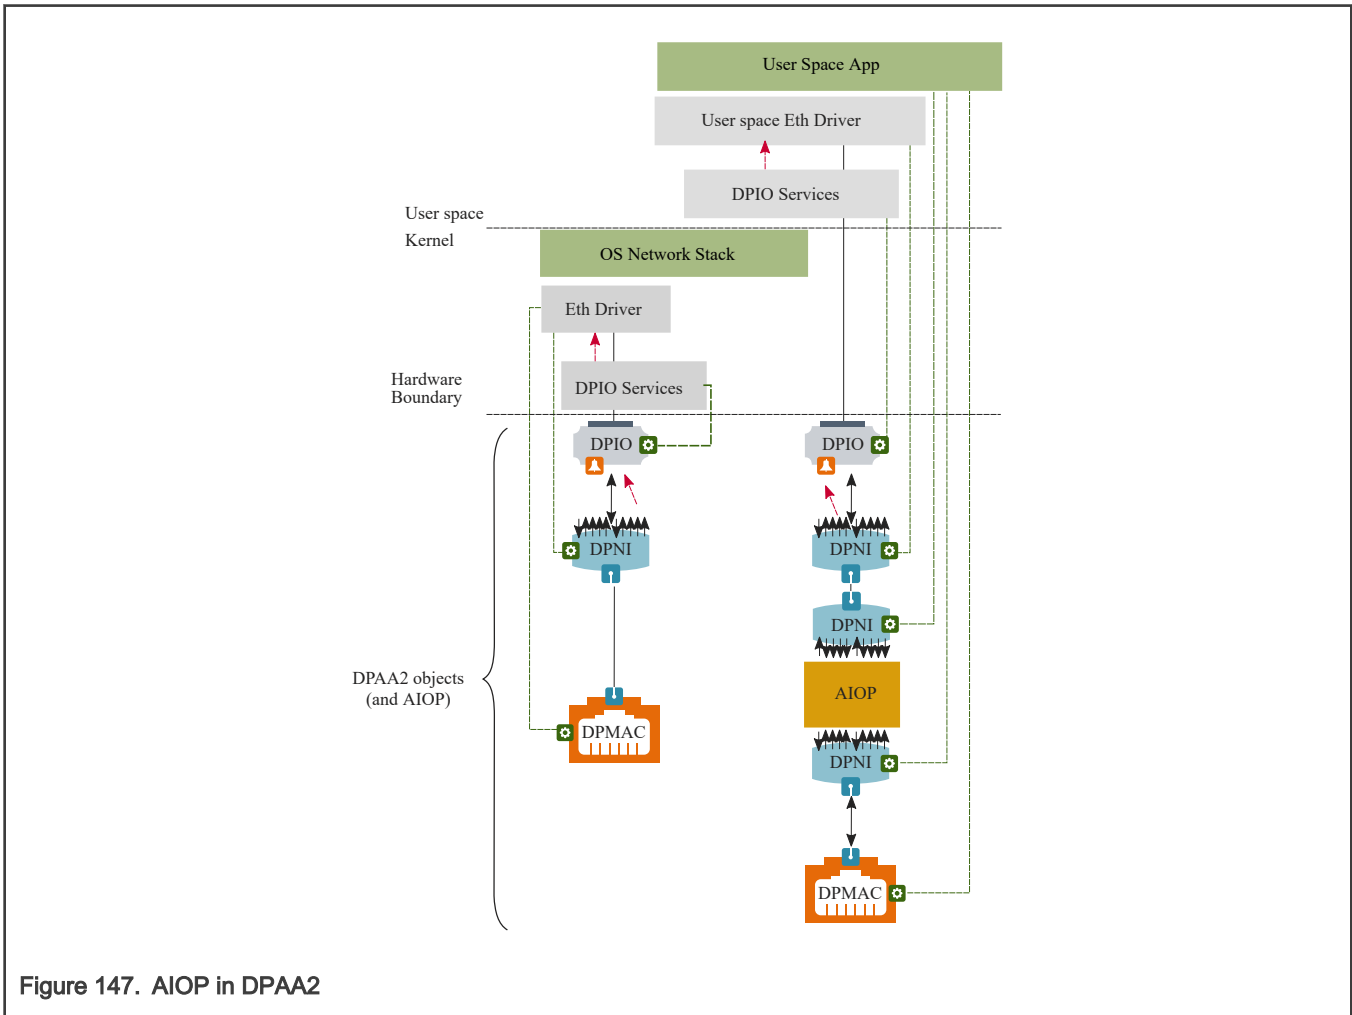 User Space App
User space Eth Driver
DPIO Services
User space
Kernel
OS Network Stack
Eth Driver
Hardware
Boundary
DPIO Services
DPIO
DPIO
DPNI
DPNI
DPNI
DPAA2 objects
(and AIOP)
AIOP
DPMAC
DPNI
DPMAC
Figure 147. AIOP in DPAA2